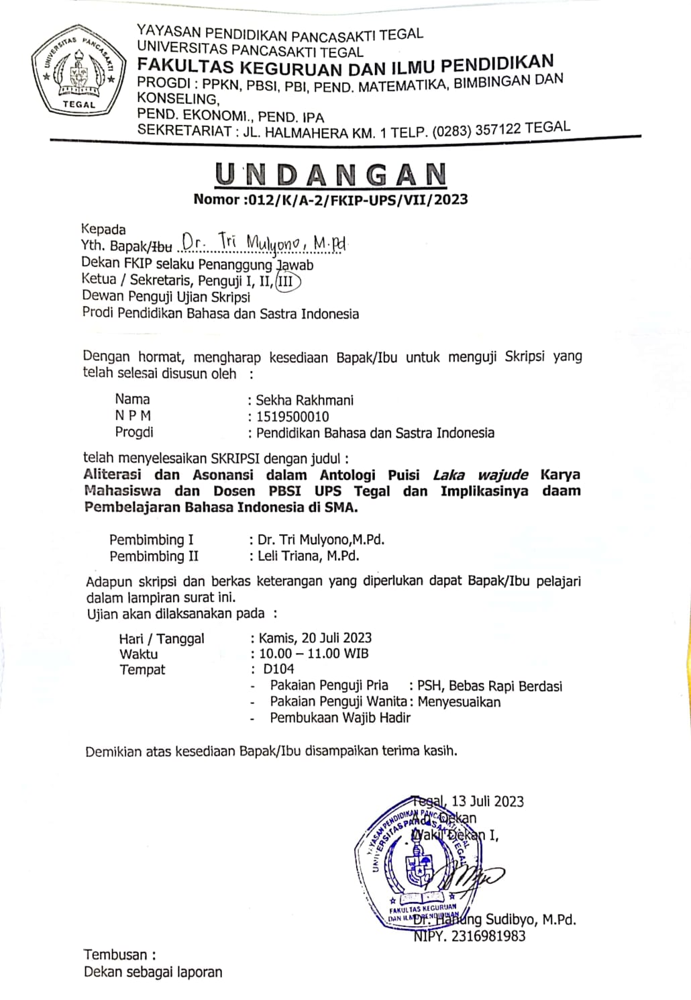 UNIVERSITAS PANCASAKTI
TEGAL
YAYASAN PENDIDIKAN PANCASAKTI TEGAL
UNIVERSITAS PANCASAKTI TEGAL
FAKULTAS KEGURUAN DAN ILMU PENDIDIKAN
PROGDI : PPKN, PBSI, PBI, PEND. MATEMATIKA, BIMBINGAN DAN
KONSELING,
PEND. EKONOMI., PEND. IPA
SEKRETARIAT : JL. HALMAHERA KM. 1 TELP. (0283) 357122 TEGAL
UNDANGAN
Nomor :012/K/A-2/FKIP-UPS/VII/2023
Kepada
Yth. Bapak/Ibu Dr. Tri Mulyono, M.Pd
Dekan FKIP selaku Penanggung Jawab
Ketua / Sekretaris, Penguji I, II, III
Dewan Penguji Ujian Skripsi
Prodi Pendidikan Bahasa dan Sastra Indonesia
Dengan hormat, mengharap kesediaan Bapak/Ibu untuk menguji Skripsi yang
telah selesai disusun oleh :
Nama : Sekha Rakhmani
N P M : 1519500010
Progdi : Pendidikan Bahasa dan Sastra Indonesia
telah menyelesaikan SKRIPSI dengan judul :
Aliterasi dan Asonansi dalam Antologi Puisi Laka wajude Karya
Mahasiswa dan Dosen PBSI UPS Tegal dan Implikasinya daam
Pembelajaran Bahasa Indonesia di SMA.
Pembimbing I : Dr. Tri Mulyono,M.Pd.
Pembimbing II : Leli Triana, M.Pd.
Adapun skripsi dan berkas keterangan yang diperlukan dapat Bapak/Ibu pelajari
dalam lampiran surat ini.
Ujian akan dilaksanakan pada :
Hari / Tanggal : Kamis, 20 Juli 2023
Waktu : 10.00 – 11.00 WIB
Tempat : D104
- Pakaian Penguji Pria : PSH, Bebas Rapi Berdasi
- Pakaian Penguji Wanita : Menyesuaikan
- Pembukaan Wajib Hadir
Demikian atas kesediaan Bapak/Ibu disampaikan terima kasih.
Tegal, 13 Juli 2023
A.n. Dekan
Wakil Dekan I,
YAYASAN PENDIDIKAN PANCASAKTI TEGAL
UNIVERSITAS PANCASAKTI TEGAL
FAKULTAS KEGURUAN
DAN ILMU PENDIDIKAN
Dr. Hanung Sudibyo, M.Pd.
NIPY. 2316981983
Tembusan :
Dekan sebagai laporan